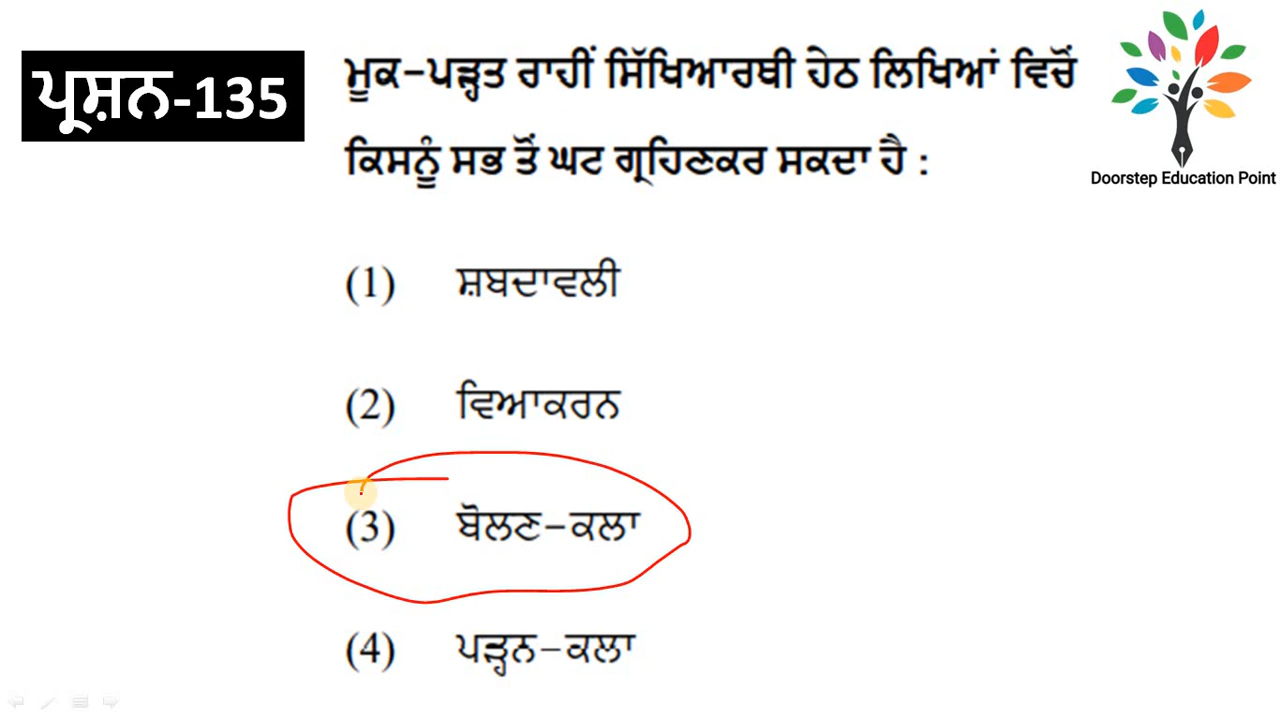 ਪ੍ਰਸ਼ਨ-135
ਮੂਕ-ਪੜ੍ਹਤ ਰਾਹੀਂ ਸਿੱਖਿਆਰਥੀ ਹੇਠ ਲਿਖਿਆਂ ਵਿਚੋਂ
ਕਿਸਨੂੰ ਸਭ ਤੋਂ ਘਟ ਗ੍ਰਹਿਣਕਰ ਸਕਦਾ ਹੈ :
Doorstep Education Point
(1) ਸ਼ਬਦਾਵਲੀ
(2) ਵਿਆਕਰਨ
(3) ਬੋਲਣ-ਕਲਾ
(4) ਪੜ੍ਹਨ-ਕਲਾ